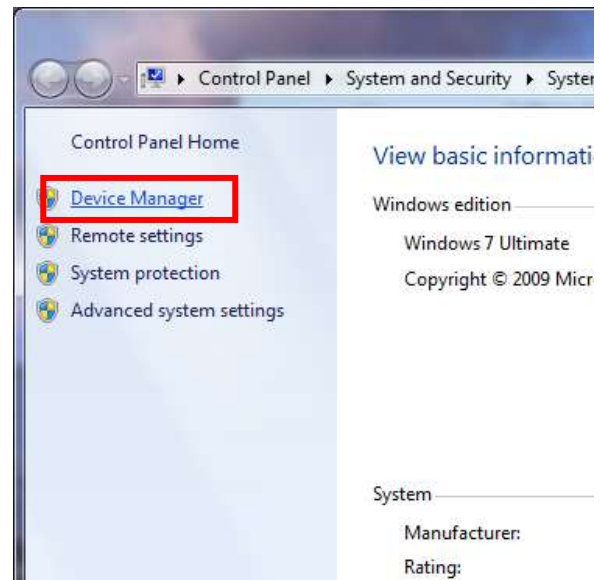 Control Panel ▸ System and Security ▸ System
Control Panel Home
Device Manager
Remote settings
System protection
Advanced system settings
View basic informati
Windows edition
Windows 7 Ultimate
Copyright © 2009 Micr
System
Manufacturer:
Rating: